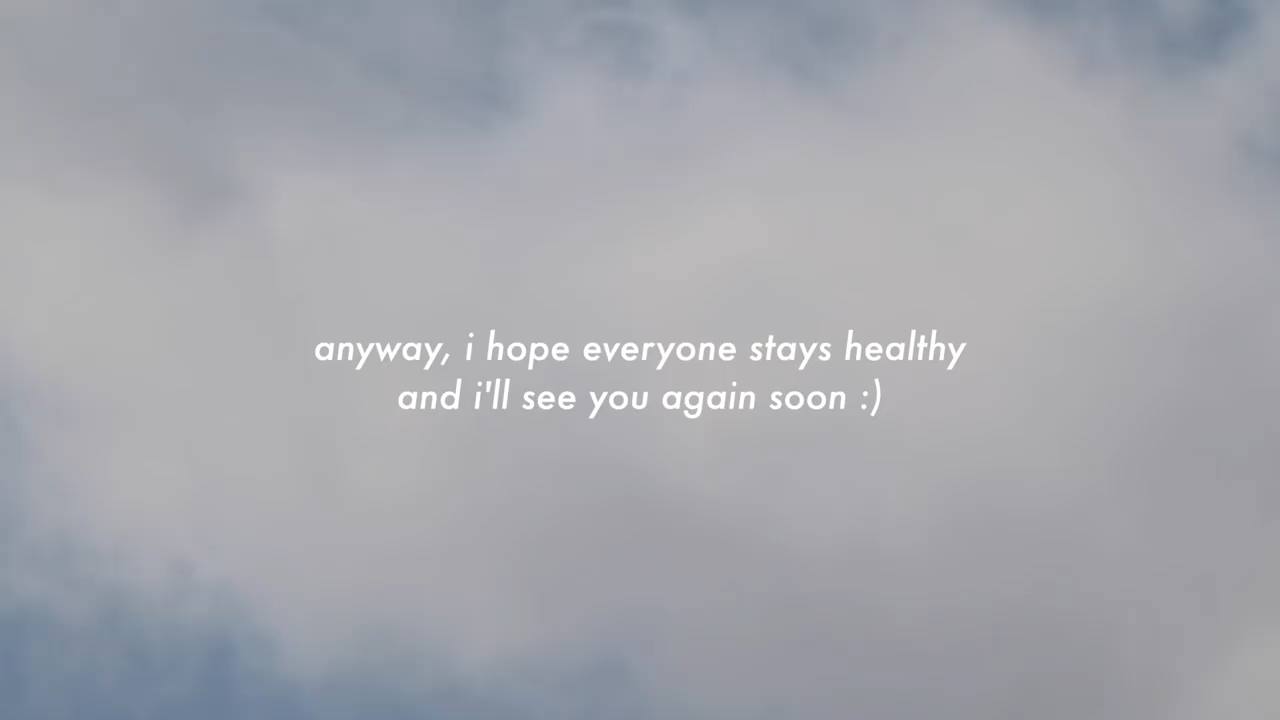 anyway, i hope everyone stays healthy
and i'll see you again soon :)